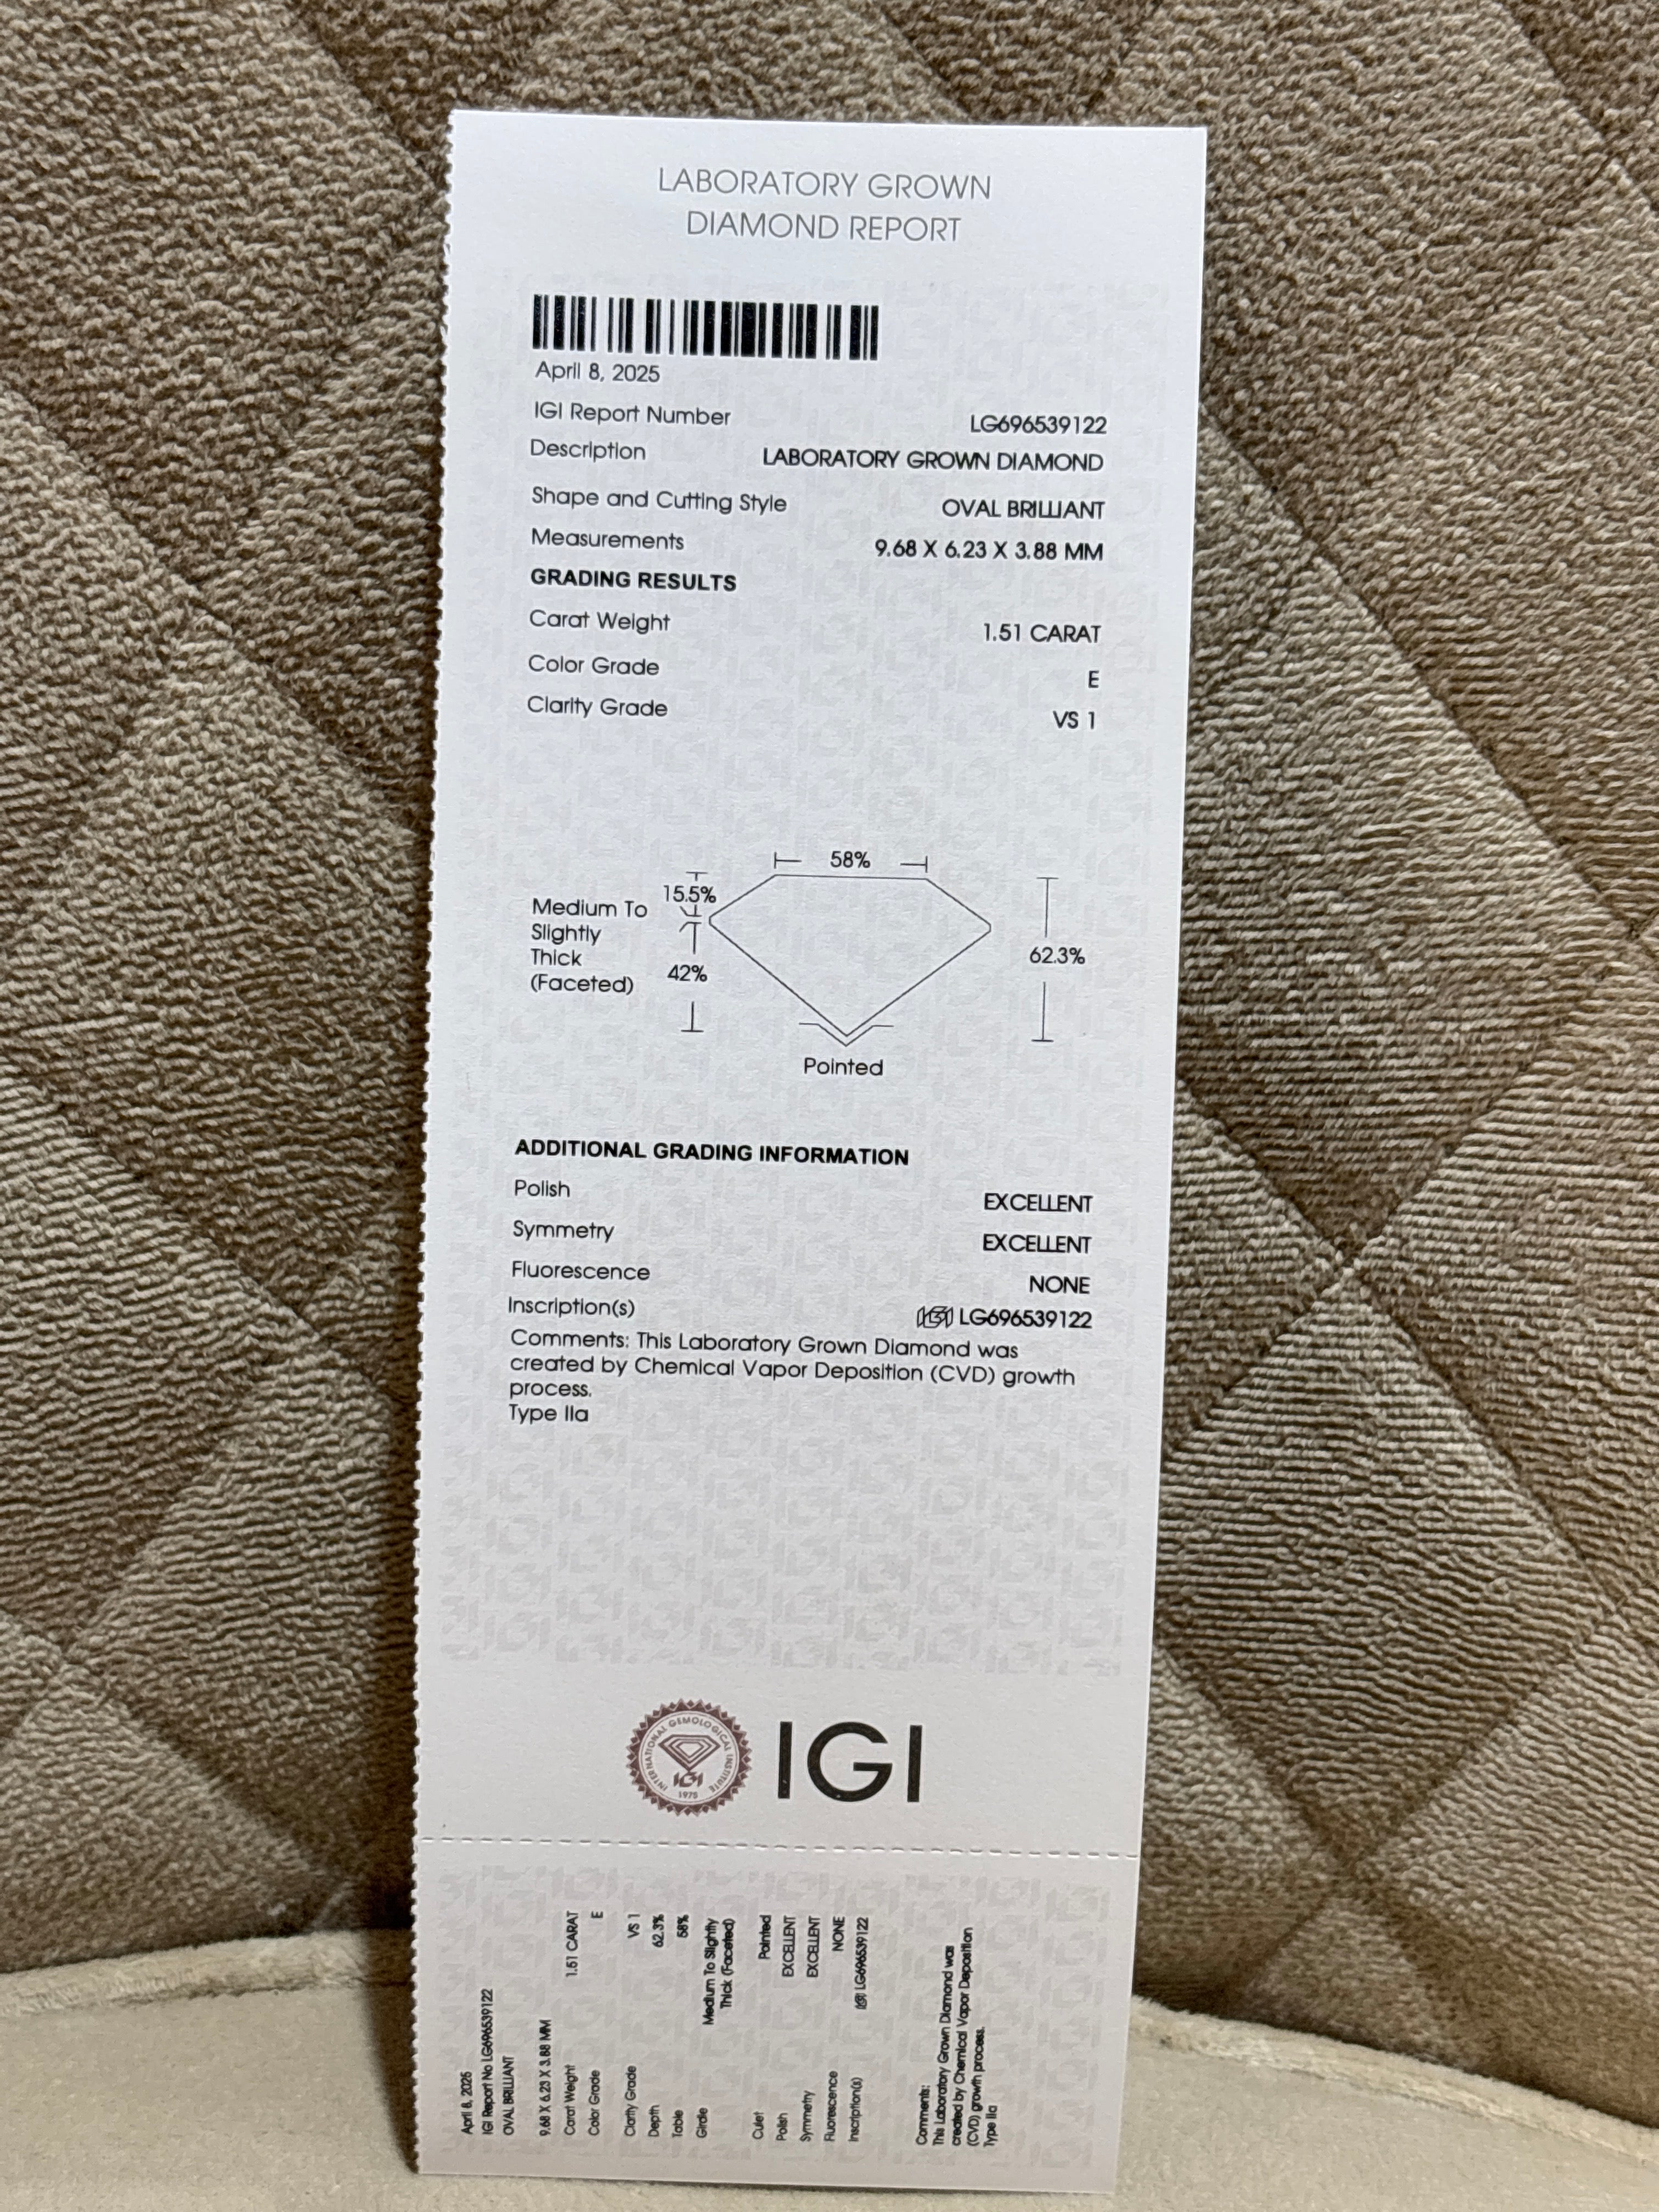 LABORATORY GROWN
DIAMOND REPORT
April 8, 2025
IGI Report Number LG696539122
Description LABORATORY GROWN DIAMOND
Shape and Cutting Style OVAL BRILLIANT
Measurements 9.68 X 6.23 X 3.88 MM
GRADING RESULTS
Carat Weight 1.51 CARAT
Color Grade E
Clarity Grade VS 1
58%
15.5%
Medium To
Slightly
Thick
(Faceted)
42%
62.3%
Pointed
ADDITIONAL GRADING INFORMATION
Polish EXCELLENT
Symmetry EXCELLENT
Fluorescence NONE
Inscription(s) IGI LG696539122
Comments: This Laboratory Grown Diamond was
created by Chemical Vapor Deposition (CVD) growth
process.
Type IIa
INTERNATIONAL GEMOLOGICAL INSTITUTE
IGI
1975
IGI
April 8, 2025
IGI Report No LG696539122
OVAL BRILLIANT
9.68 X 6.23 X 3.88 MM
Carat Weight 1.51 CARAT
Color Grade E
Clarity Grade VS 1
Depth 62.3%
Table 58%
Girdle Medium To Slightly
Thick (Faceted)
Culet Pointed
Polish EXCELLENT
Symmetry EXCELLENT
Fluorescence NONE
Inscription(s) IGI LG696539122
Comments:
This Laboratory Grown Diamond was
created by Chemical Vapor Deposition
(CVD) growth process.
Type IIa